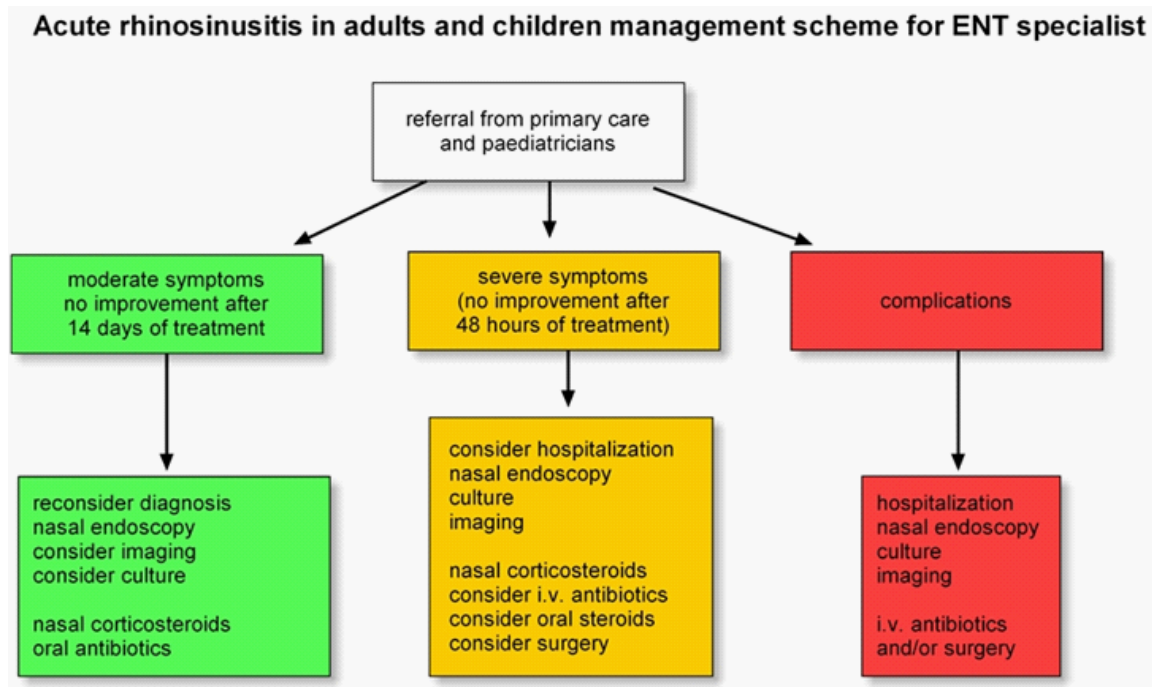 Acute rhinosinusitis in adults and children management scheme for ENT specialist
referral from primary care
and paediatricians
moderate symptoms
no improvement after
14 days of treatment
severe symptoms
(no improvement after
48 hours of treatment)
complications
reconsider diagnosis
nasal endoscopy
consider imaging
consider culture
nasal corticosteroids
oral antibiotics
consider hospitalization
nasal endoscopy
culture
imaging
nasal corticosteroids
consider i.v. antibiotics
consider oral steroids
consider surgery
hospitalization
nasal endoscopy
culture
imaging
i.v. antibiotics
and/or surgery